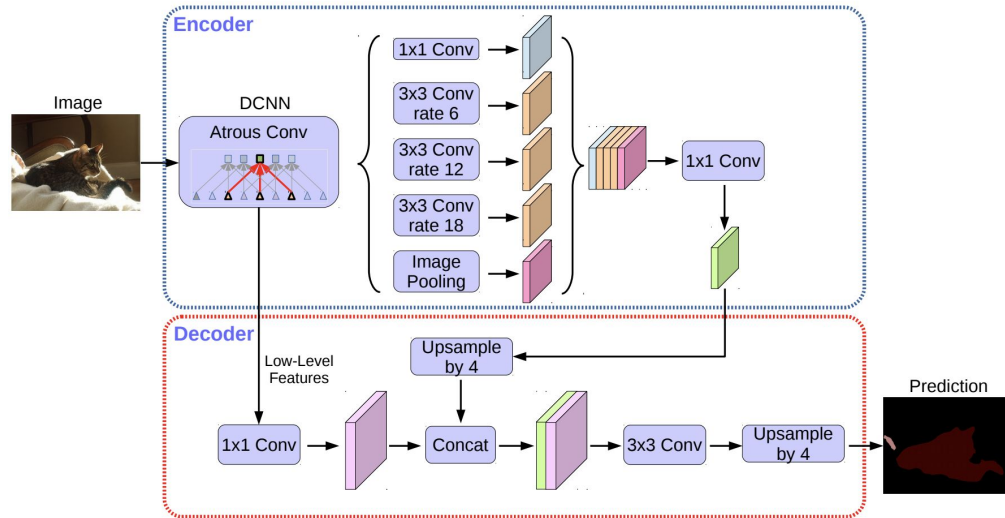 Encoder
Image
DCNN
Atrous Conv
1x1 Conv
3x3 Conv
rate 6
3x3 Conv
rate 12
3x3 Conv
rate 18
Image
Pooling
1x1 Conv
Decoder
Low-Level
Features
Upsample
by 4
1x1 Conv
Concat
3x3 Conv
Upsample
by 4
Prediction